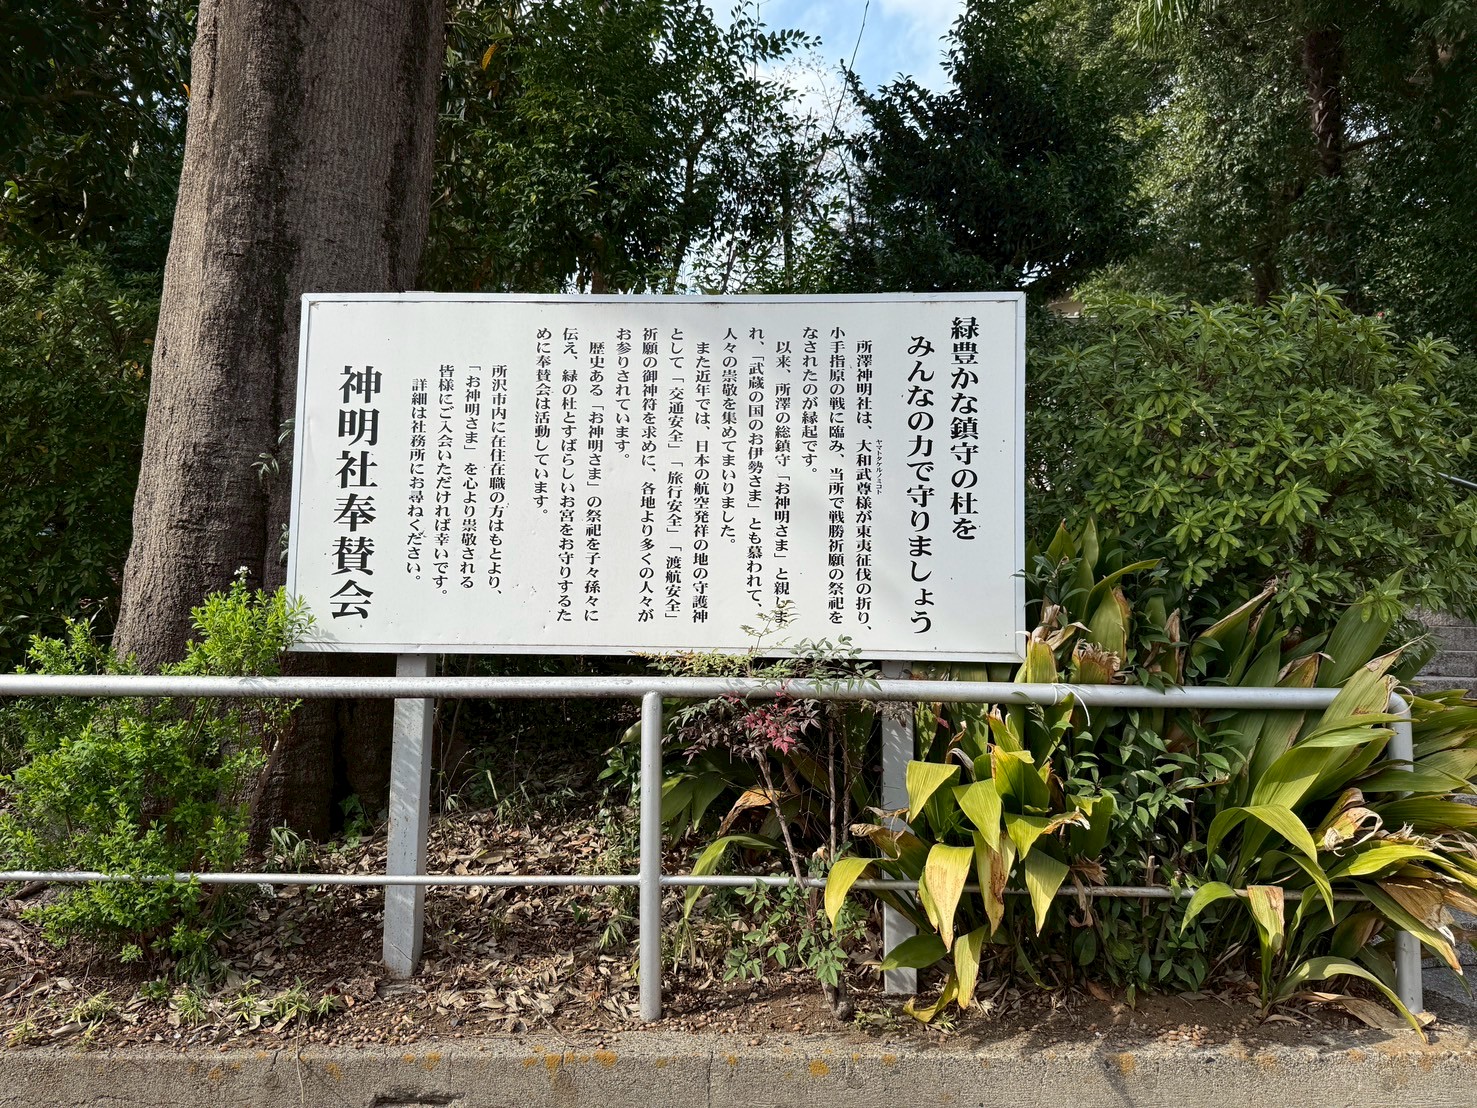 緑豊かな鎮守の杜を
みんなの力で守りましょう
所澤神明社は、大和武尊様が東夷征伐の折り、
ヤマトタケルノミコト
小手指原の戦に臨み、当所で戦勝祈願の祭祀を
なされたのが縁起です。
以来、所澤の総鎮守「お神明さま」と親しま
れ、「武蔵の国のお伊勢さま」とも慕われて、
人々の崇敬を集めてまいりました。
また近年では、日本の航空発祥の地の守護神
として「交通安全」「旅行安全」「渡航安全」
祈願の御神符を求めに、各地より多くの人々が
お参りされています。
歴史ある「お神明さま」の祭祀を子々孫々に
伝え、緑の杜とすばらしいお宮をお守りするた
めに奉賛会は活動しています。
所沢市内に在住在職の方はもとより、
「お神明さま」を心より崇敬される
皆様にご入会いただければ幸いです。
詳細は社務所にお尋ねください。
神明社奉賛会